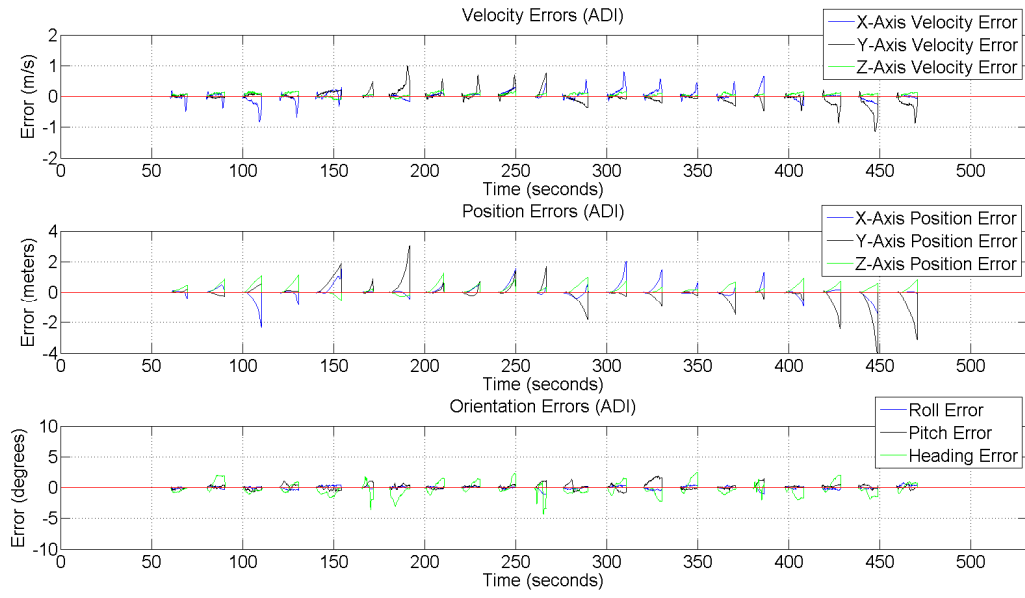 Velocity Errors (ADI)
X-Axis Velocity Error
Y-Axis Velocity Error
Z-Axis Velocity Error
Error (m/s)
2
1
0
-1
-2
0 50 100 150 200 250 300 350 400 450 500
Time (seconds)
Position Errors (ADI)
X-Axis Position Error
Y-Axis Position Error
Z-Axis Position Error
Error (meters)
4
2
0
-2
-4
0 50 100 150 200 250 300 350 400 450 500
Time (seconds)
Orientation Errors (ADI)
Roll Error
Pitch Error
Heading Error
Error (degrees)
10
5
0
-5
-10
0 50 100 150 200 250 300 350 400 450 500
Time (seconds)